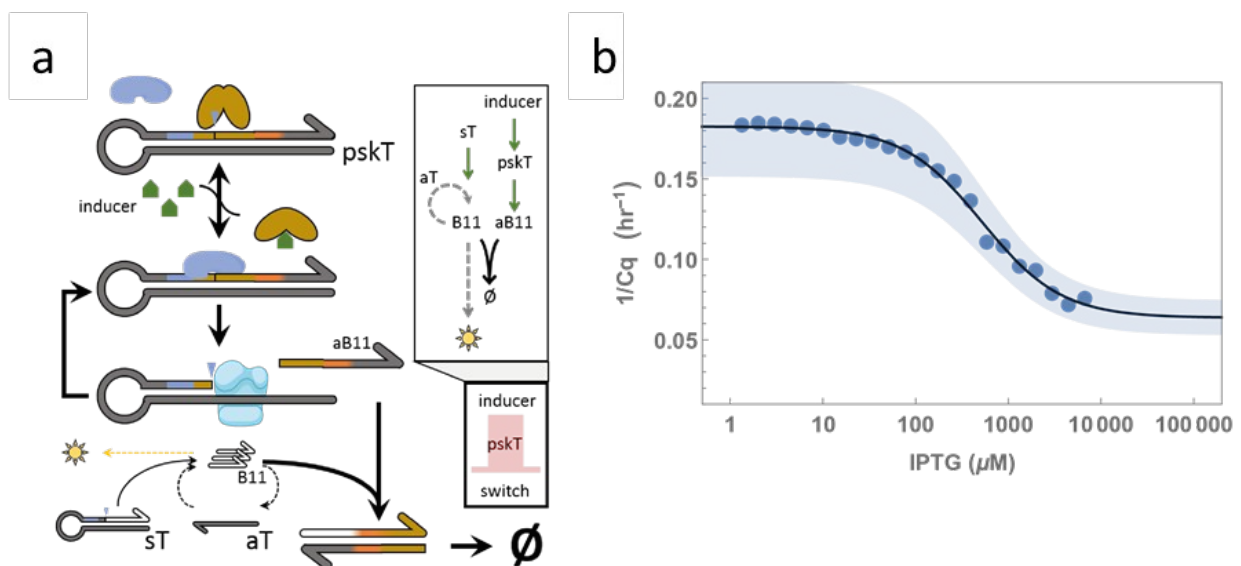 a
pskT
inducer
aB11
B11
sT
aT
Ø
inducer
sT
pskT
aT
B11
aB11
Ø
inducer
pskT
switch
b
1/Cq (hr⁻¹)
0.20
0.15
0.10
0.05
1
10
100
1000
10 000
100 000
IPTG (µM)